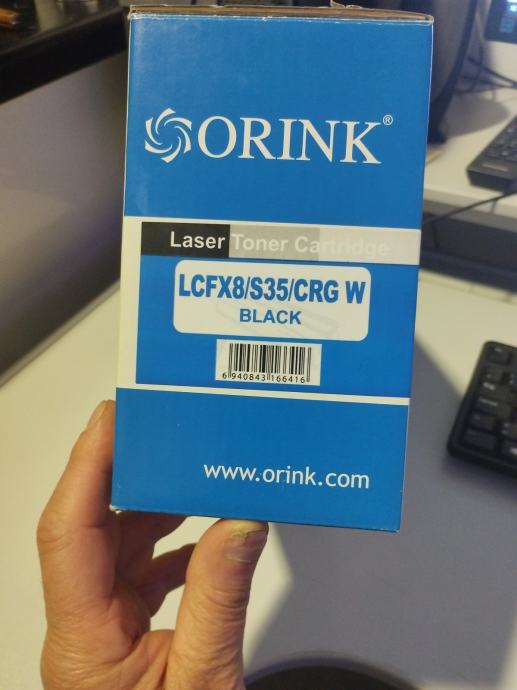 ORINK®
Laser Toner Cartridge
LCFX8/S35/CRG W
BLACK
6 940843 166416
www.orink.com